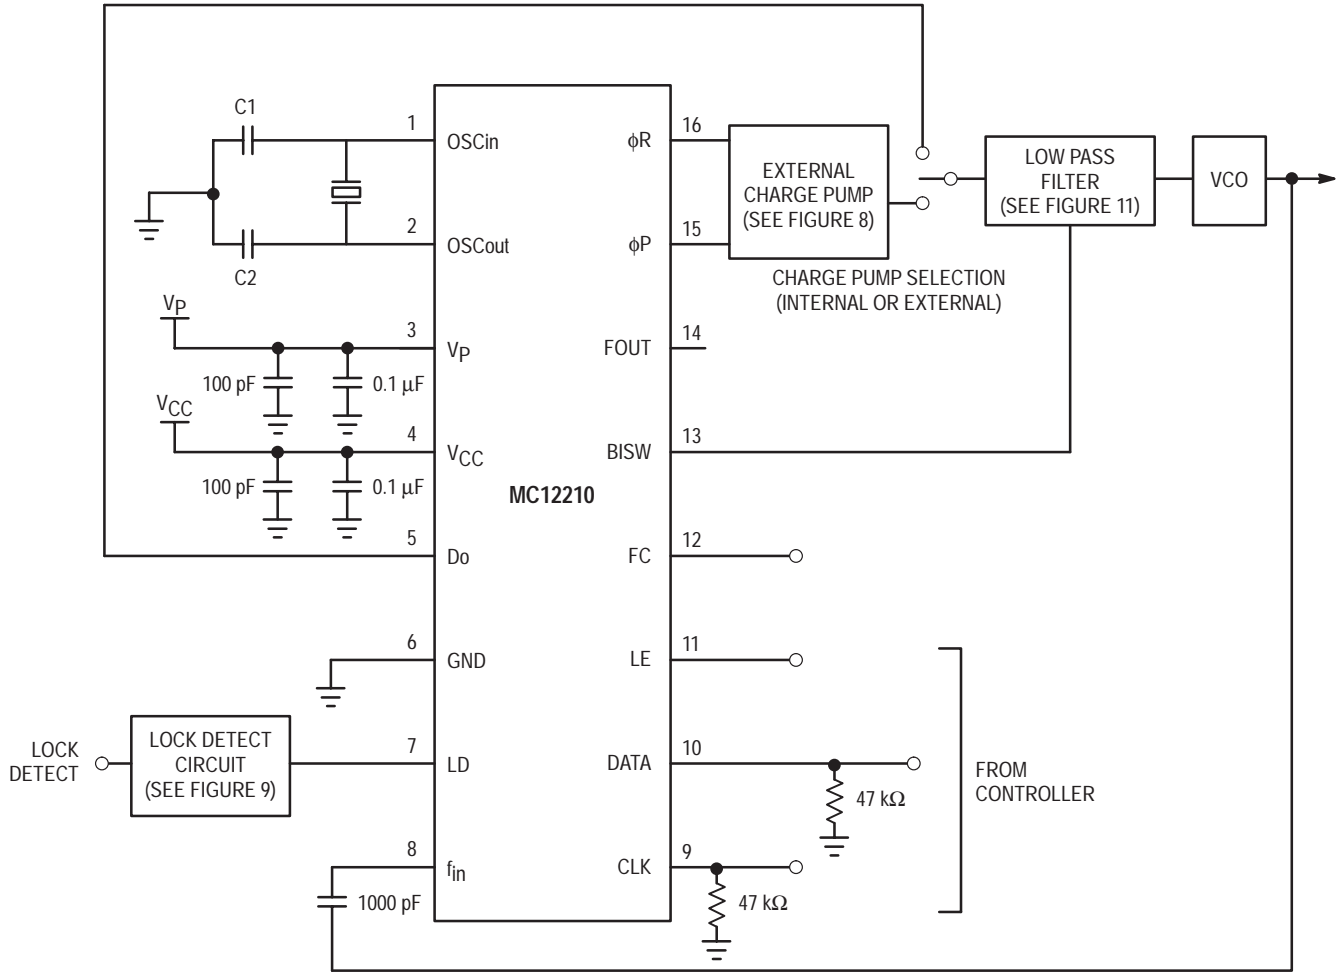 C1
1
OSCin
C2
2
OSCout
VP
3
VP
100 pF
0.1 μF
VCC
4
VCC
100 pF
0.1 μF
MC12210
5
Do
6
GND
LOCK
DETECT
LOCK DETECT
CIRCUIT
(SEE FIGURE 9)
7
LD
8
fin
1000 pF
16
ϕR
15
ϕP
EXTERNAL
CHARGE PUMP
(SEE FIGURE 8)
CHARGE PUMP SELECTION
(INTERNAL OR EXTERNAL)
LOW PASS
FILTER
(SEE FIGURE 11)
VCO
14
FOUT
13
BISW
12
FC
11
LE
10
DATA
47 kΩ
9
CLK
47 kΩ
FROM
CONTROLLER